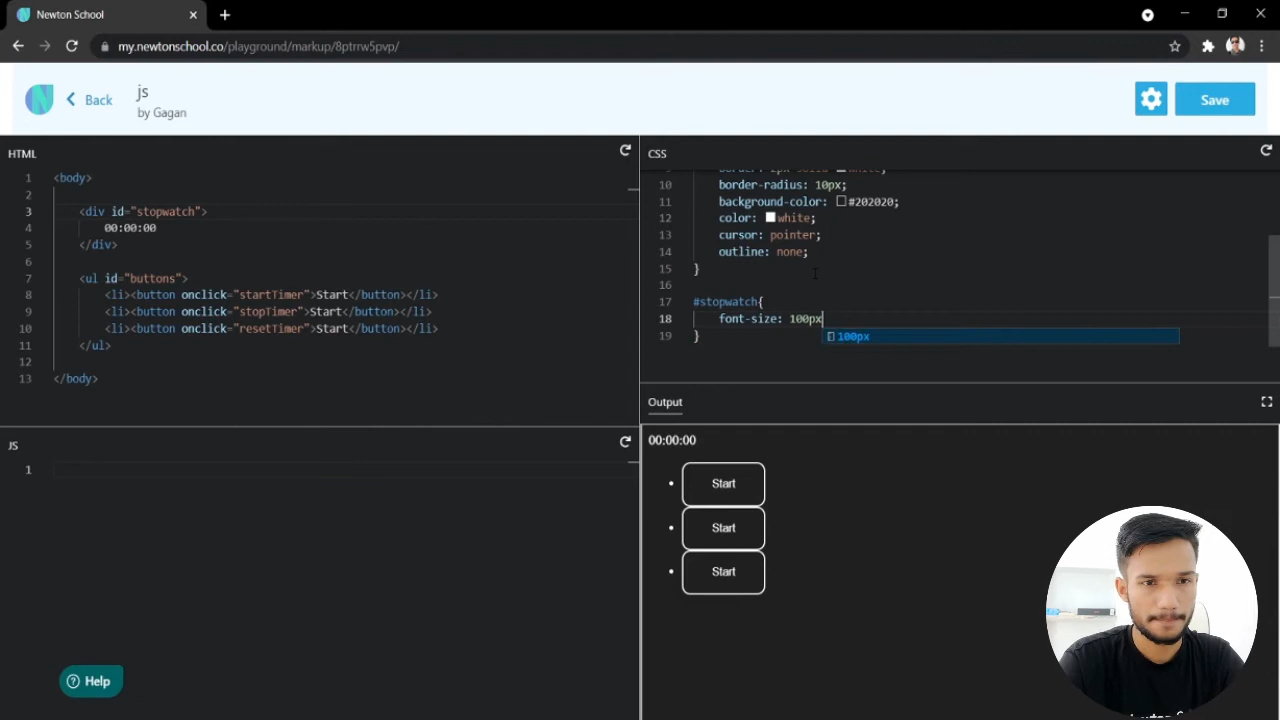 Newton School
my.newtonschool.co/playground/markup/8ptrrw5pvp/
Back
js
by Gagan
Save
HTML
1 <body>
2
3 <div id="stopwatch">
4 00:00:00
5 </div>
6
7 <ul id="buttons">
8 <li><button onclick="startTimer">Start</button></li>
9 <li><button onclick="stopTimer">Start</button></li>
10 <li><button onclick="resetTimer">Start</button></li>
11 </ul>
12
13 </body>
CSS
9 border: 2px solid white;
10 border-radius: 10px;
11 background-color: #202020;
12 color: white;
13 cursor: pointer;
14 outline: none;
15 }
16
17 #stopwatch{
18 font-size: 100px
100px
19 }
JS
1
Output
00:00:00
Start
Start
Start
Help